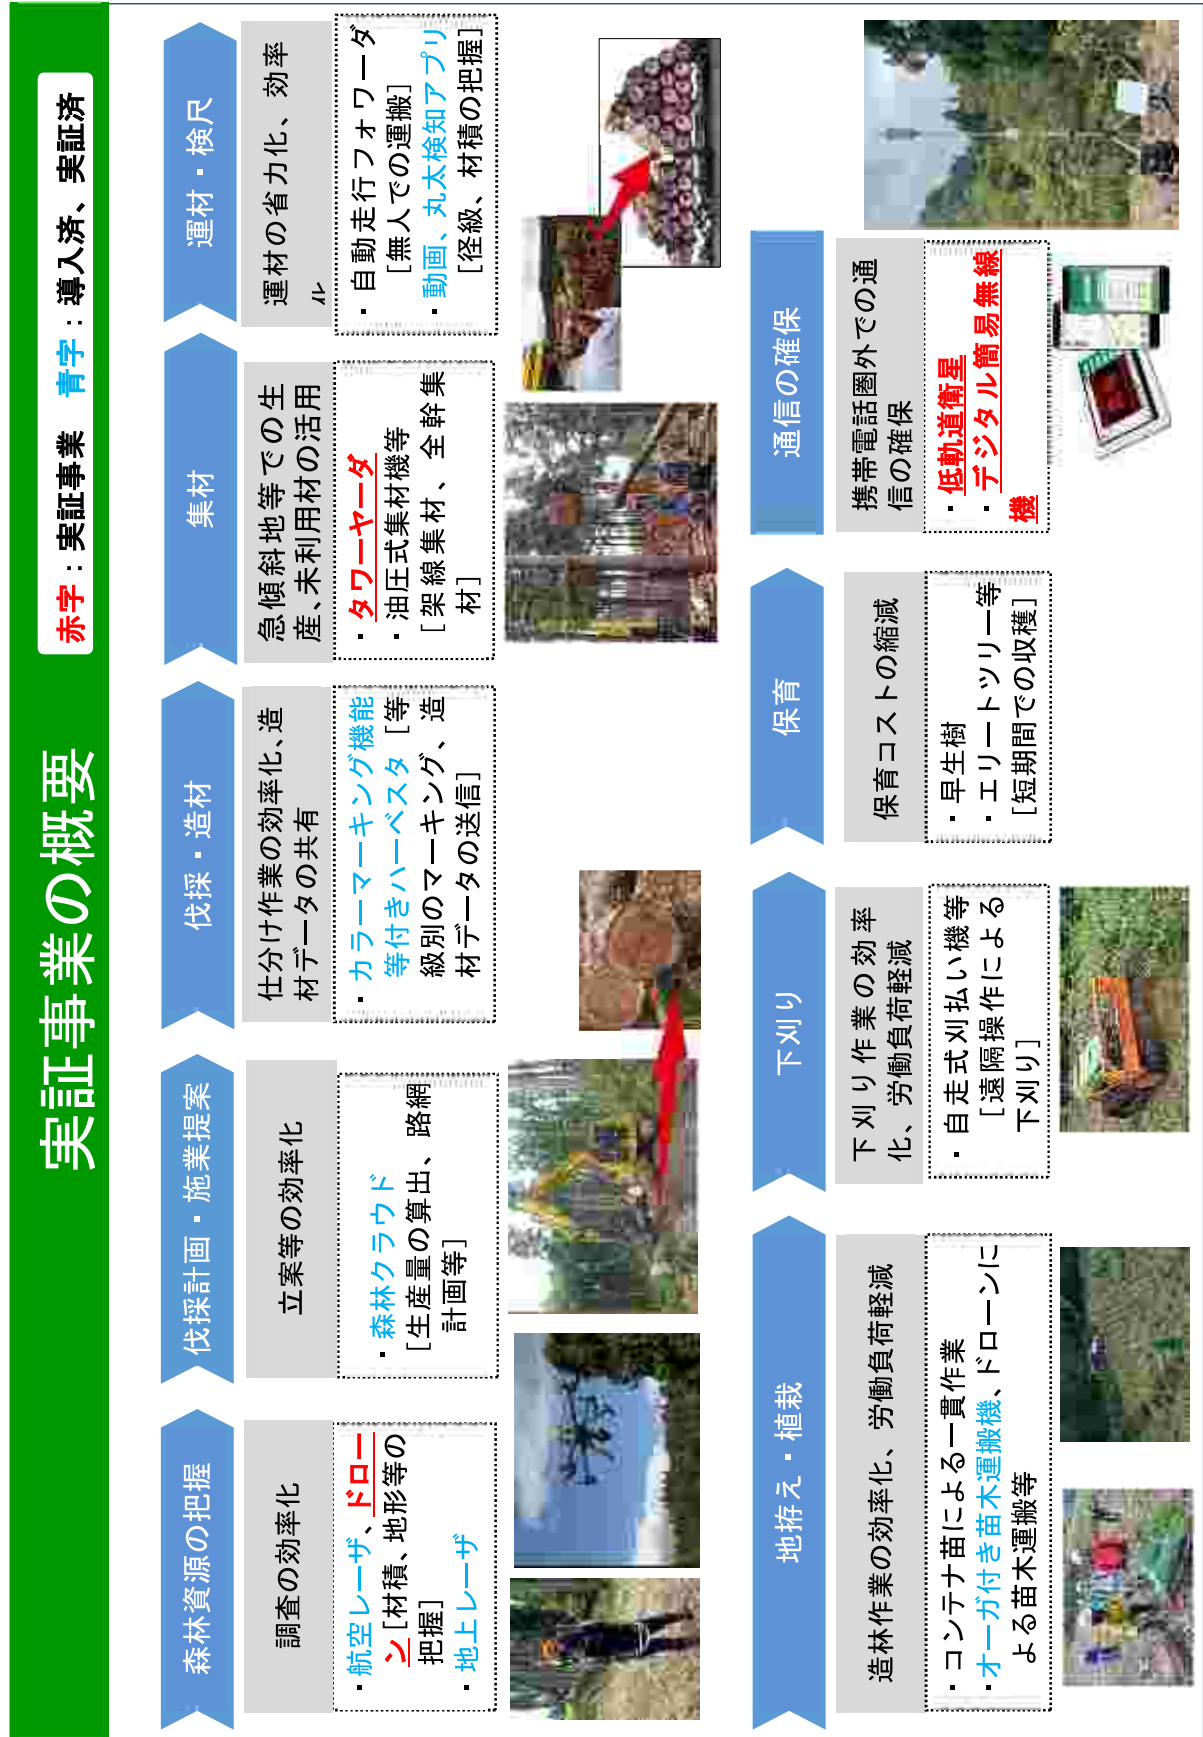 実証事業の概要
赤字：実証事業　青字：導入済、実証済
森林資源の把握
調査の効率化
・航空レーザ、ドロー
ン[材積、地形等の
把握]
・地上レーザ
伐採計画・施業提案
立案等の効率化
・森林クラウド
[生産量の算出、路網
計画等]
伐採・造材
仕分け作業の効率化、造
材データの共有
・カラーマーキング機能
等付きハーベスタ［等
級別のマーキング、造
材データの送信］
集材
急傾斜地等での生
産、未利用材の活用
・タワーヤーダ
・油圧式集材機等
［架線集材、全幹集
材］
運材・検尺
運材の省力化、効率
化
・自動走行フォワーダ
［無人での運搬］
・動画、丸太検知アプリ
［径級、材積の把握］
地拵え・植栽
造林作業の効率化、労働負荷軽減
・コンテナ苗による一貫作業
・オーガ付き苗木運搬機、ドローンに
よる苗木運搬等
下刈り
下刈り作業の効率
化、労働負荷軽減
・自走式刈払い機等
［遠隔操作による
下刈り］
保育
保育コストの縮減
・早生樹
・エリートツリー等
［短期間での収穫］
通信の確保
携帯電話圏外での通
信の確保
・低軌道衛星
・デジタル簡易無線
機